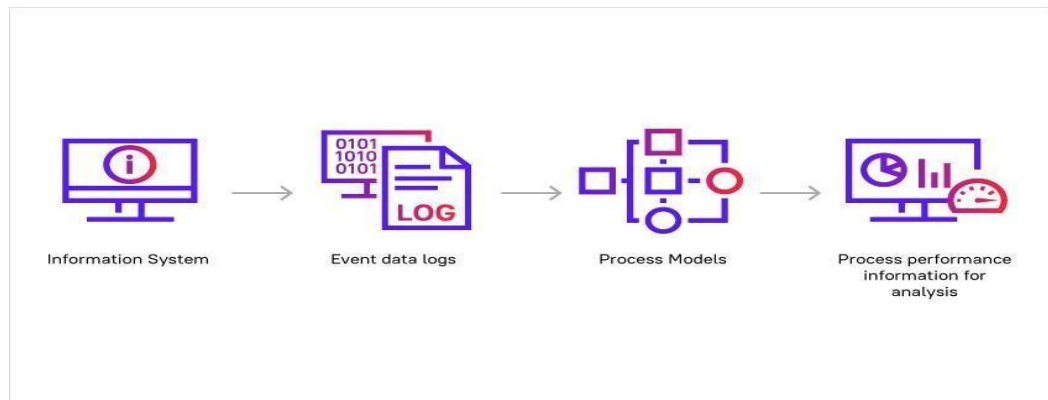 i
0101
1010
0101
LOG
Information System
Event data logs
Process Models
Process performance
information for
analysis